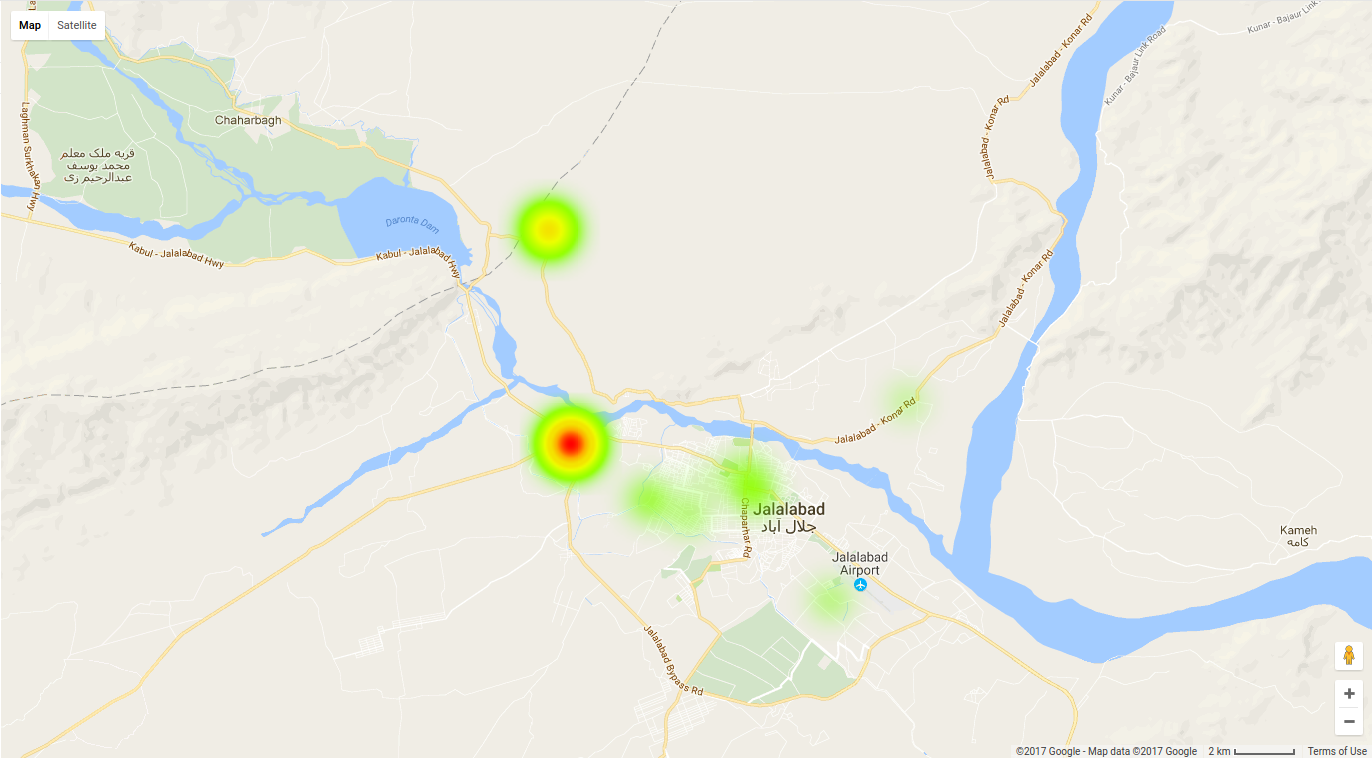 Map
Satellite
La
Kunar - Bajaur Link
Jalalabad - Konar Rd
Kunar - Bajaur Link Road
Laghman Surkhakan Hwy
Chaharbagh
Jalalabad - Konar Rd
قریه ملک معلم
محمد یوسف
عبدالرحیم زی
Daronta Dam
Kabul - Jalalabad Hwy
Kabul - Jalalabad Hwy
Jalalabad - Konar Rd
Jalalabad - Konar Rd
Chaparhar Rd
Jalalabad
جلال آباد
Kameh
کامه
Jalalabad
Airport
Jalalabad Bypass Rd
©2017 Google - Map data ©2017 Google
2 km
Terms of Use